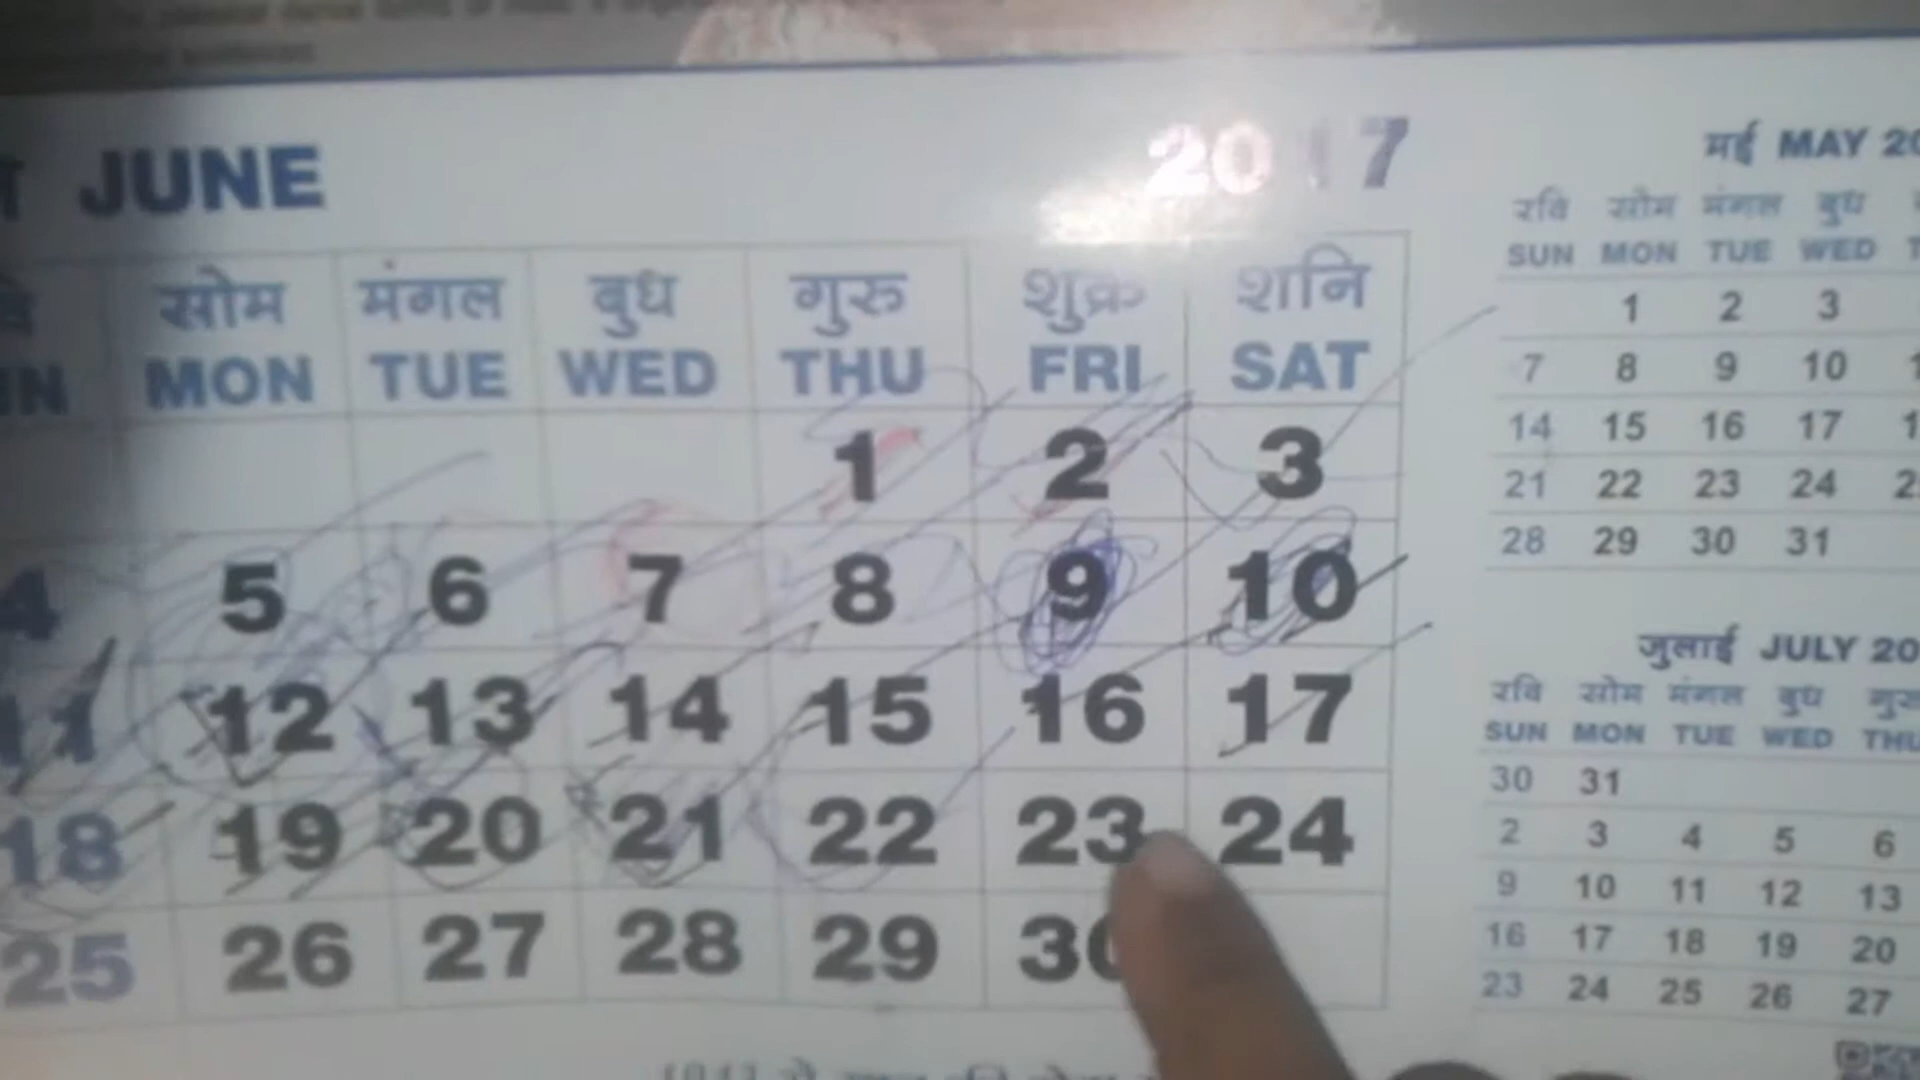 JUNE 2017
सोम मंगल बुध गुरु शुक्र शनि
MON TUE WED THU FRI SAT
1 2 3
4 5 6 7 8 9 10
11 12 13 14 15 16 17
18 19 20 21 22 23 24
25 26 27 28 29 30
मई MAY
रवि सोम मंगल बुध
SUN MON TUE WED
1 2 3
7 8 9 10
14 15 16 17
21 22 23 24
28 29 30 31
जुलाई JULY
रवि सोम मंगल बुध
SUN MON TUE WED THU
30 31
2 3 4 5 6
9 10 11 12 13
16 17 18 19 20
23 24 25 26 27